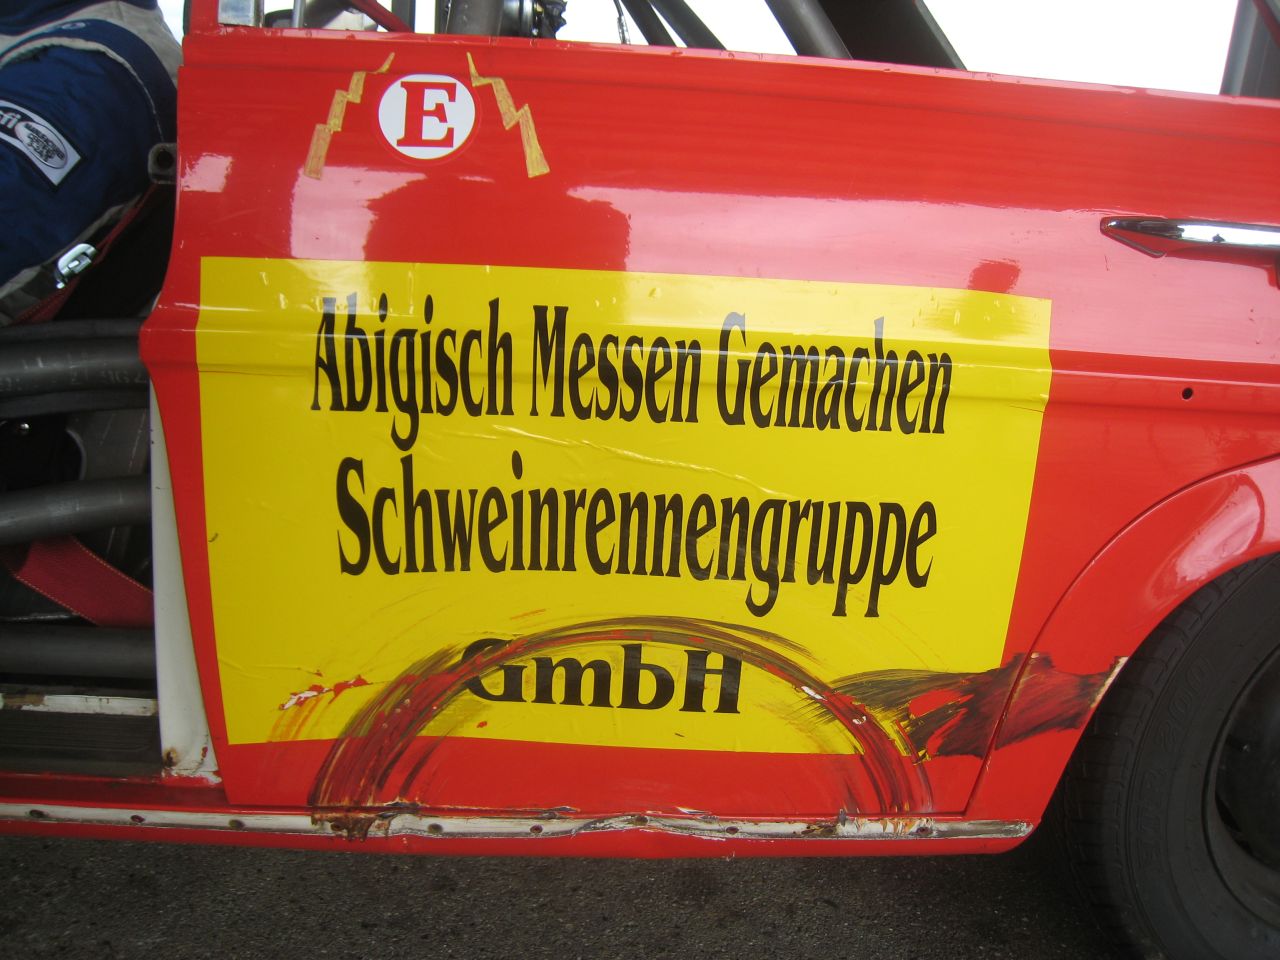 E
Abigisch Messen Gemachen
Schweinrennengruppe
GmbH